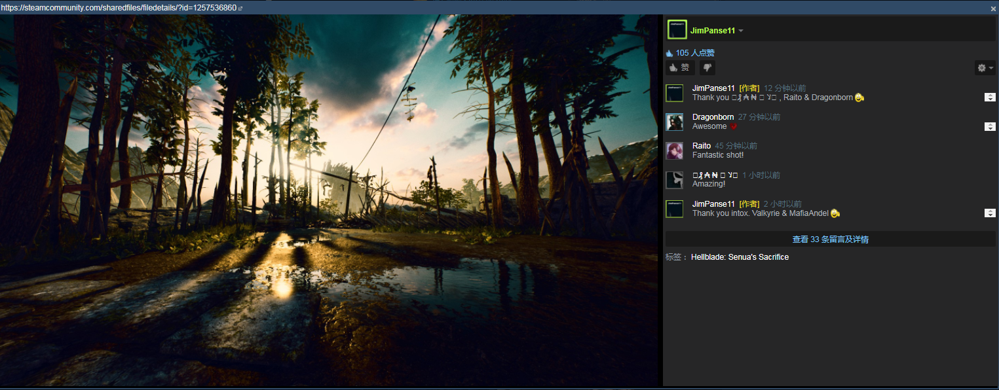 https://steamcommunity.com/sharedfiles/filedetails/?id=1257536860
JimPanse11
105 人点赞
赞
JimPanse11 [作者] 12 分钟以前
Thank you □₰₳₦ □ ꓘ□ , Raito & Dragonborn
Dragonborn 27 分钟以前
Awesome
Raito 45 分钟以前
Fantastic shot!
1 小时以前
Amazing!
JimPanse11 [作者] 2 小时以前
Thank you intox. Valkyrie & MafiaAndel
查看 33 条留言及详情
标签： Hellblade: Senua's Sacrifice